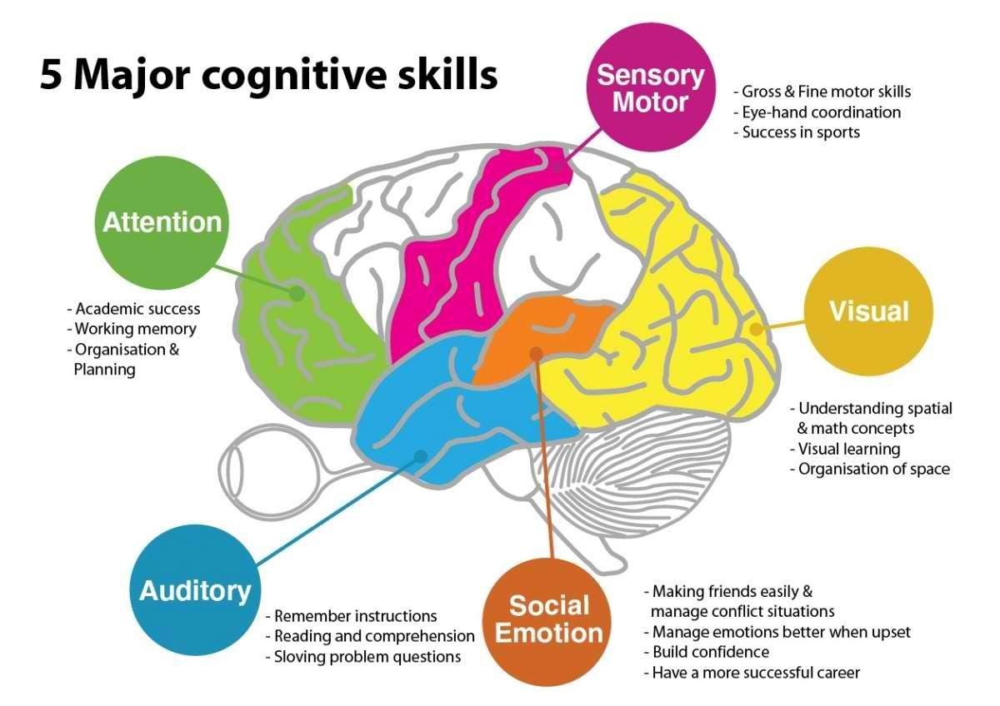 5 Major cognitive skills
Sensory
Motor
- Gross & Fine motor skills
- Eye-hand coordination
- Success in sports
Attention
- Academic success
- Working memory
- Organisation &
Planning
Visual
- Understanding spatial
& math concepts
- Visual learning
- Organisation of space
Auditory
- Remember instructions
- Reading and comprehension
- Sloving problem questions
Social
Emotion
- Making friends easily &
manage conflict situations
- Manage emotions better when upset
- Build confidence
- Have a more successful career